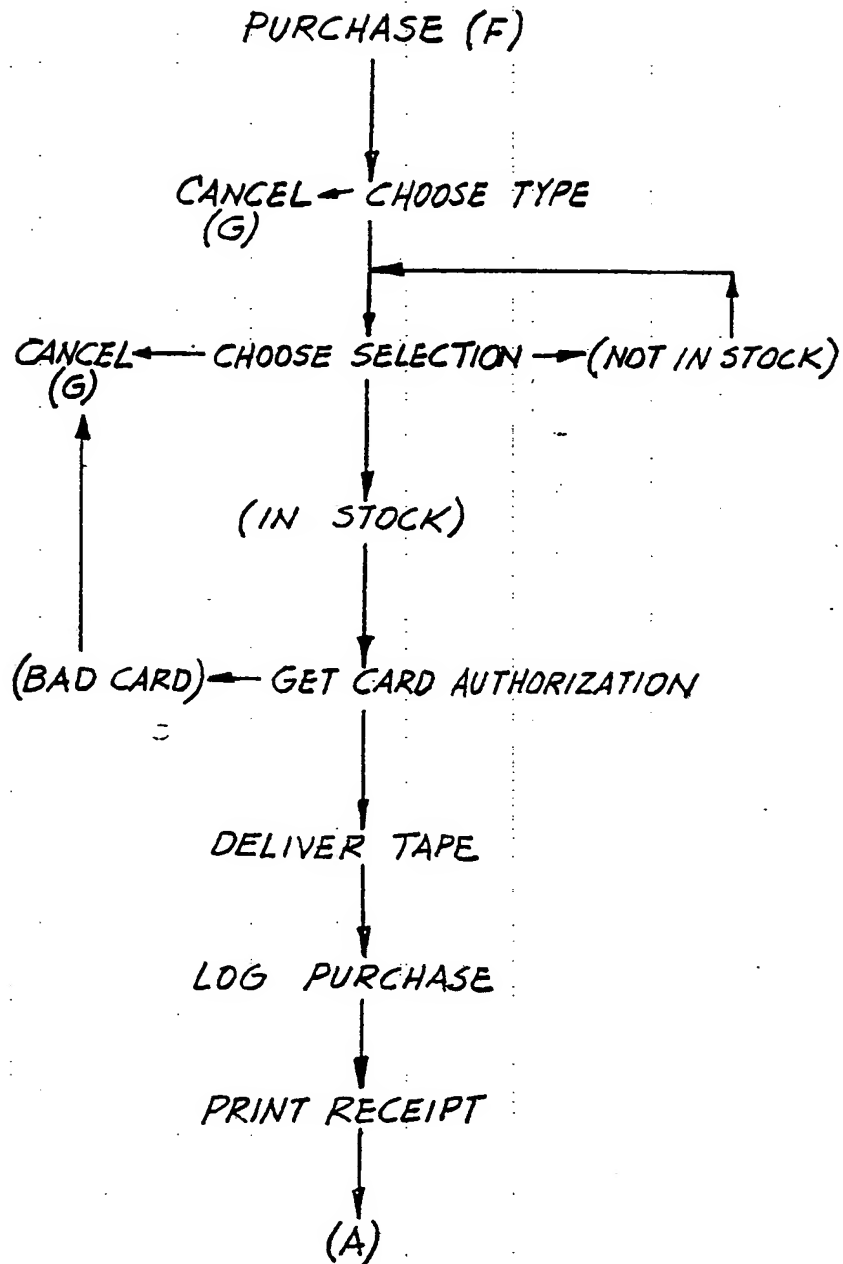 PURCHASE (F)
CANCEL CHOOSE TYPE
(G)
CANCEL CHOOSE SELECTION (NOT IN STOCK)
(G)
(IN STOCK)
(BAD CARD) GET CARD AUTHORIZATION
DELIVER TAPE
LOG PURCHASE
PRINT RECEIPT
(A)